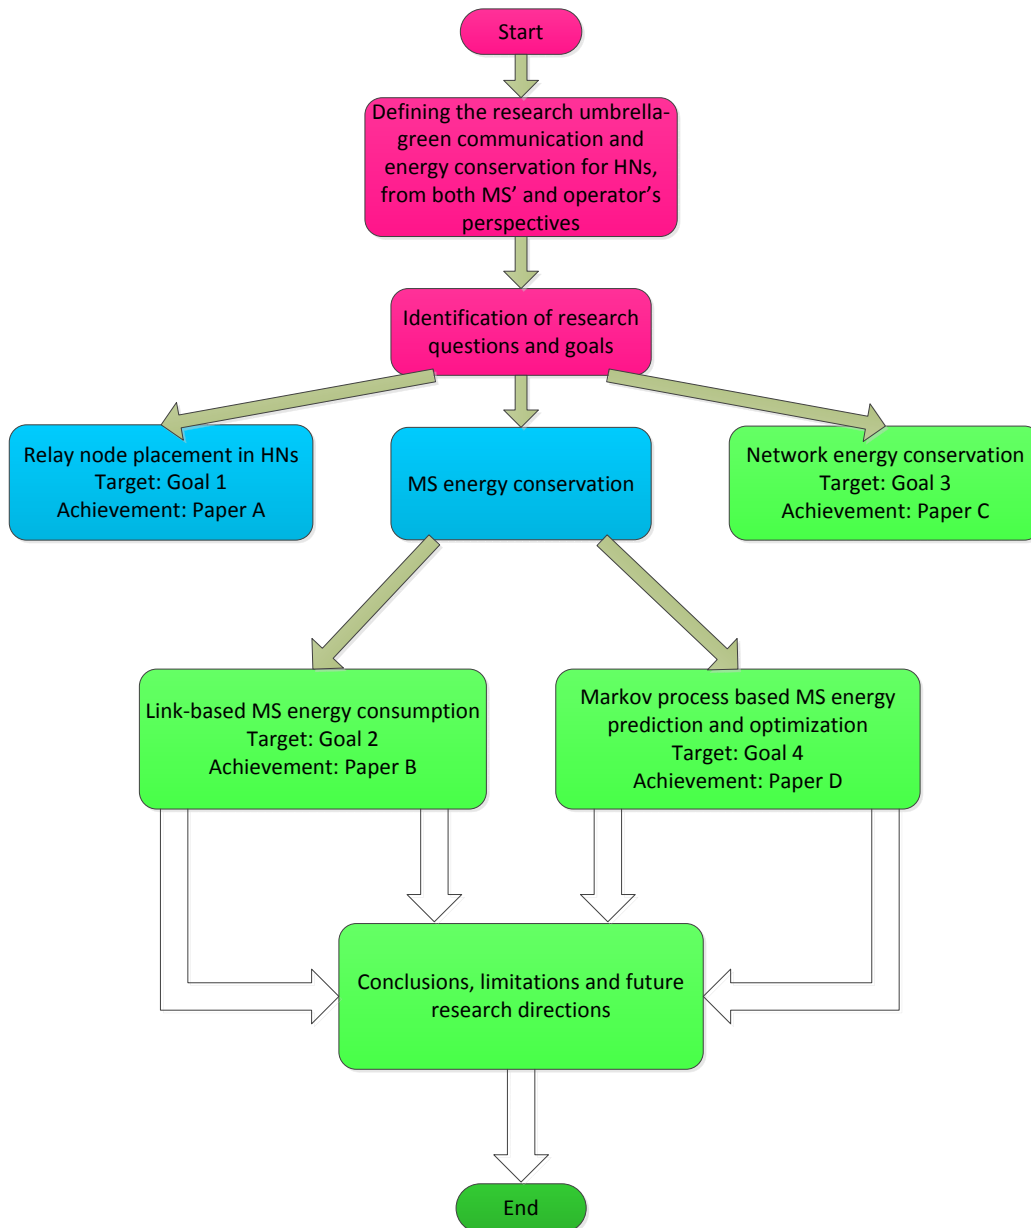 Start
Defining the research umbrella-
green communication and
energy conservation for HNs,
from both MS’ and operator’s
perspectives
Identification of research
questions and goals
Relay node placement in HNs
Target: Goal 1
Achievement: Paper A
MS energy conservation
Network energy conservation
Target: Goal 3
Achievement: Paper C
Link-based MS energy consumption
Target: Goal 2
Achievement: Paper B
Markov process based MS energy
prediction and optimization
Target: Goal 4
Achievement: Paper D
Conclusions, limitations and future
research directions
End